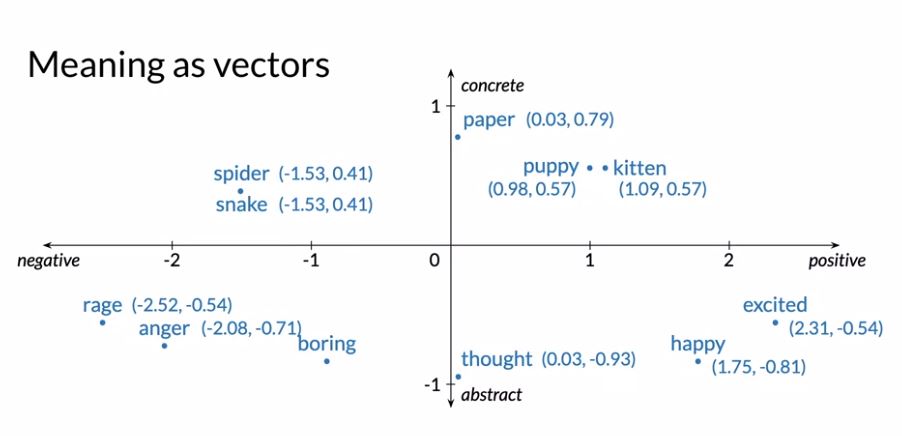 Meaning as vectors
concrete
1
paper (0.03, 0.79)
spider (-1.53, 0.41)
puppy kitten
(0.98, 0.57) (1.09, 0.57)
snake (-1.53, 0.41)
negative -2 -1 0 1 2 positive
rage (-2.52, -0.54)
excited
anger (-2.08, -0.71)
(2.31, -0.54)
boring
happy
thought (0.03, -0.93)
(1.75, -0.81)
-1
abstract